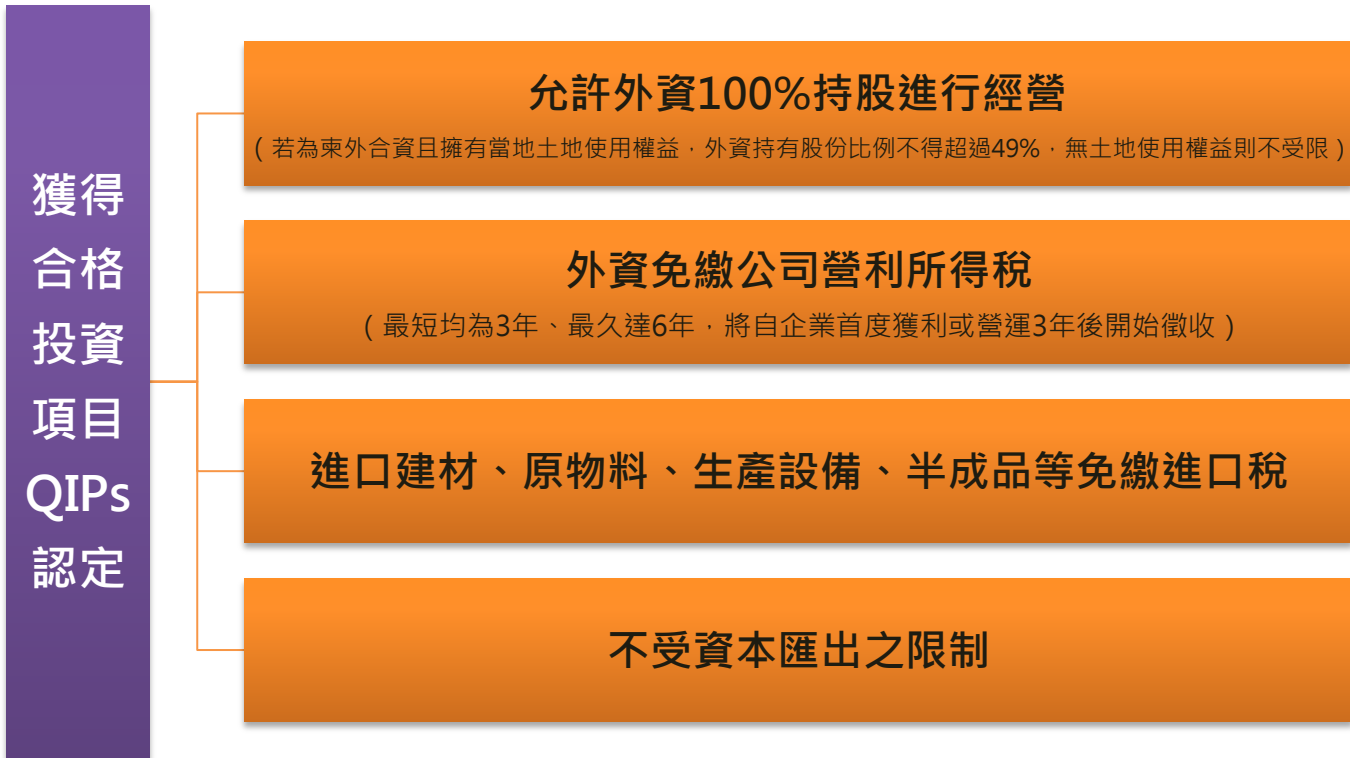 獲得
合格
投資
項目
QIPs
認定
允許外資100%持股進行經營
（若為柬外合資且擁有當地土地使用權益，外資持有股份比例不得超過49%，無土地使用權益則不受限）
外資免繳公司營利所得稅
（最短均為3年、最久達6年，將自企業首度獲利或營運3年後開始徵收）
進口建材、原物料、生產設備、半成品等免繳進口稅
不受資本匯出之限制